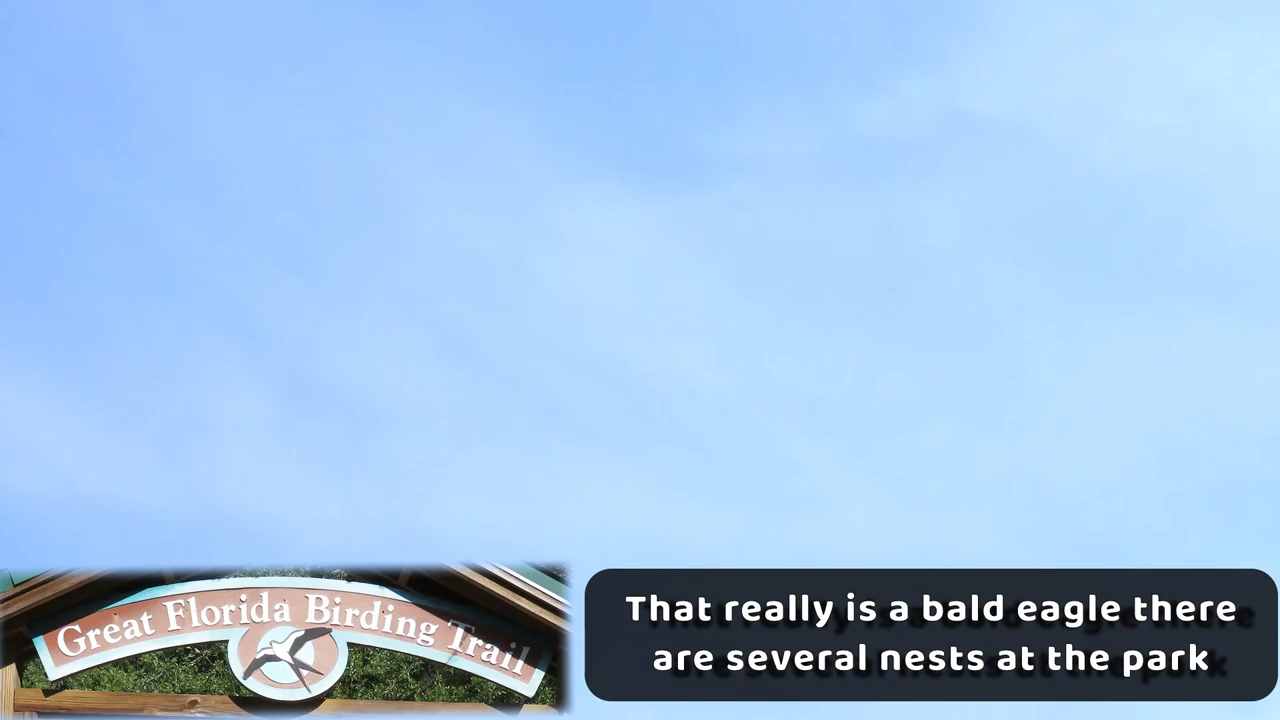 Great Florida Birding Trail
That really is a bald eagle there
are several nests at the park